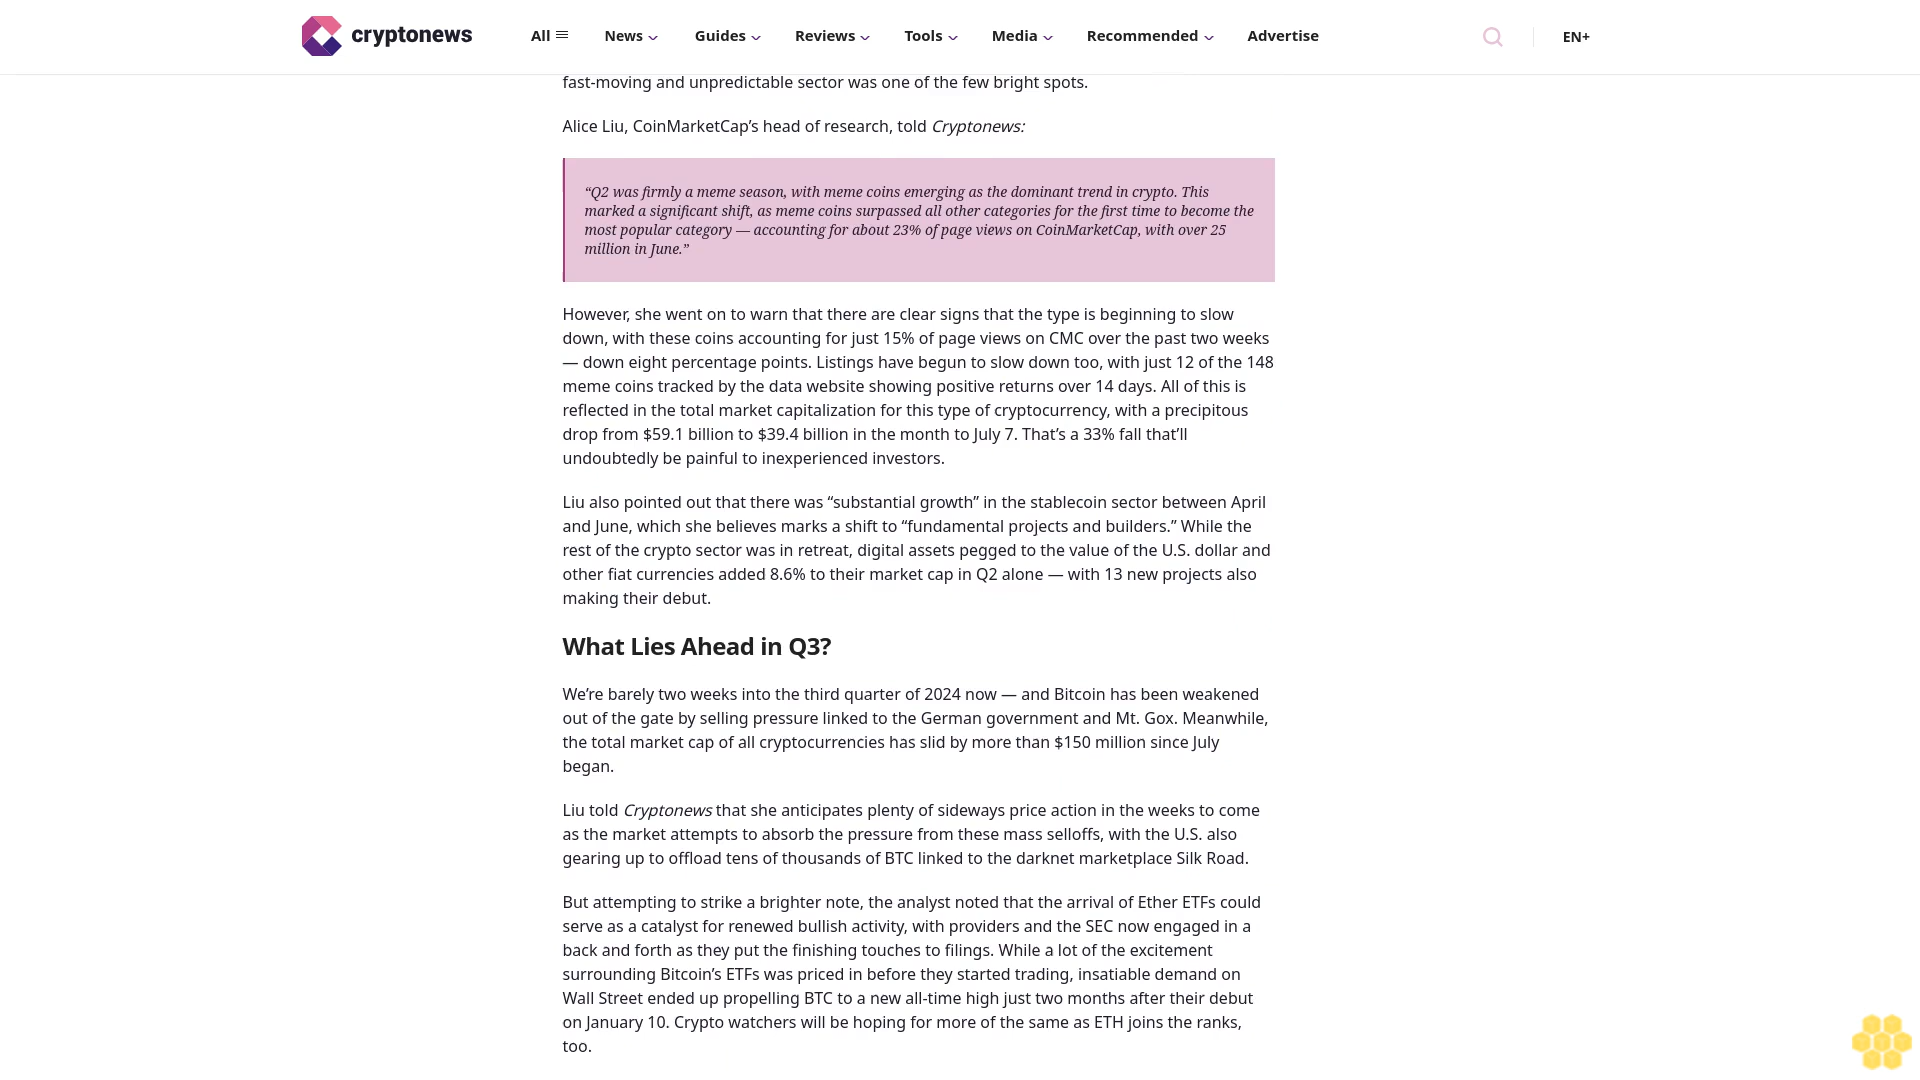 cryptonews
All
News
Guides
Reviews
Tools
Media
Recommended
Advertise
EN+
fast-moving and unpredictable sector was one of the few bright spots.
Alice Liu, CoinMarketCap’s head of research, told Cryptonews:
“Q2 was firmly a meme season, with meme coins emerging as the dominant trend in crypto. This
marked a significant shift, as meme coins surpassed all other categories for the first time to become the
most popular category — accounting for about 23% of page views on CoinMarketCap, with over 25
million in June.”
However, she went on to warn that there are clear signs that the type is beginning to slow
down, with these coins accounting for just 15% of page views on CMC over the past two weeks
— down eight percentage points. Listings have begun to slow down too, with just 12 of the 148
meme coins tracked by the data website showing positive returns over 14 days. All of this is
reflected in the total market capitalization for this type of cryptocurrency, with a precipitous
drop from $59.1 billion to $39.4 billion in the month to July 7. That’s a 33% fall that’ll
undoubtedly be painful to inexperienced investors.
Liu also pointed out that there was “substantial growth” in the stablecoin sector between April
and June, which she believes marks a shift to “fundamental projects and builders.” While the
rest of the crypto sector was in retreat, digital assets pegged to the value of the U.S. dollar and
other fiat currencies added 8.6% to their market cap in Q2 alone — with 13 new projects also
making their debut.
What Lies Ahead in Q3?
We’re barely two weeks into the third quarter of 2024 now — and Bitcoin has been weakened
out of the gate by selling pressure linked to the German government and Mt. Gox. Meanwhile,
the total market cap of all cryptocurrencies has slid by more than $150 million since July
began.
Liu told Cryptonews that she anticipates plenty of sideways price action in the weeks to come
as the market attempts to absorb the pressure from these mass selloffs, with the U.S. also
gearing up to offload tens of thousands of BTC linked to the darknet marketplace Silk Road.
But attempting to strike a brighter note, the analyst noted that the arrival of Ether ETFs could
serve as a catalyst for renewed bullish activity, with providers and the SEC now engaged in a
back and forth as they put the finishing touches to filings. While a lot of the excitement
surrounding Bitcoin’s ETFs was priced in before they started trading, insatiable demand on
Wall Street ended up propelling BTC to a new all-time high just two months after their debut
on January 10. Crypto watchers will be hoping for more of the same as ETH joins the ranks,
too.